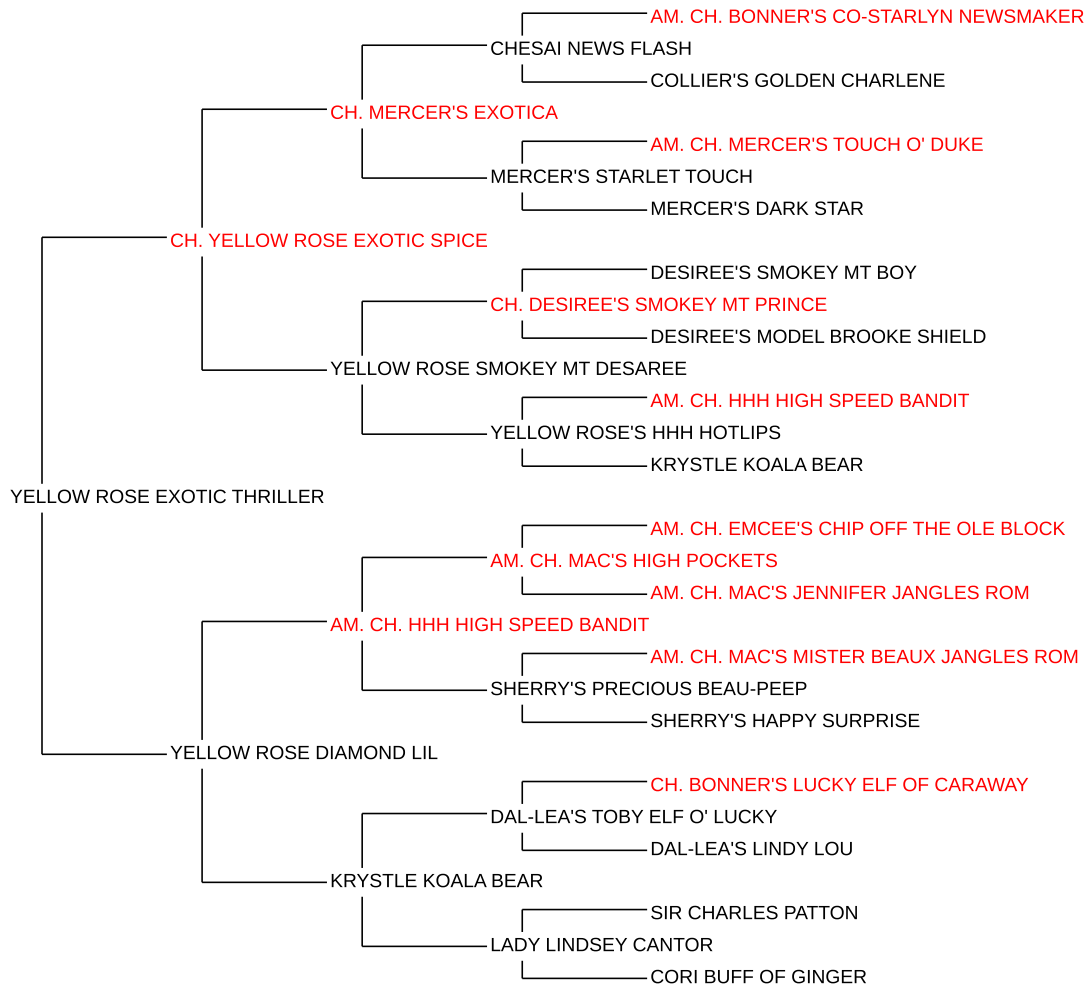 AM. CH. BONNER'S CO-STARLYN NEWSMAKER
CHESAI NEWS FLASH
COLLIER'S GOLDEN CHARLENE
CH. MERCER'S EXOTICA
AM. CH. MERCER'S TOUCH O' DUKE
MERCER'S STARLET TOUCH
MERCER'S DARK STAR
CH. YELLOW ROSE EXOTIC SPICE
DESIREE'S SMOKEY MT BOY
CH. DESIREE'S SMOKEY MT PRINCE
DESIREE'S MODEL BROOKE SHIELD
YELLOW ROSE SMOKEY MT DESAREE
AM. CH. HHH HIGH SPEED BANDIT
YELLOW ROSE'S HHH HOTLIPS
KRYSTLE KOALA BEAR
YELLOW ROSE EXOTIC THRILLER
AM. CH. EMCEE'S CHIP OFF THE OLE BLOCK
AM. CH. MAC'S HIGH POCKETS
AM. CH. MAC'S JENNIFER JANGLES ROM
AM. CH. HHH HIGH SPEED BANDIT
AM. CH. MAC'S MISTER BEAUX JANGLES ROM
SHERRY'S PRECIOUS BEAU-PEEP
SHERRY'S HAPPY SURPRISE
YELLOW ROSE DIAMOND LIL
CH. BONNER'S LUCKY ELF OF CARAWAY
DAL-LEA'S TOBY ELF O' LUCKY
DAL-LEA'S LINDY LOU
KRYSTLE KOALA BEAR
SIR CHARLES PATTON
LADY LINDSEY CANTOR
CORI BUFF OF GINGER